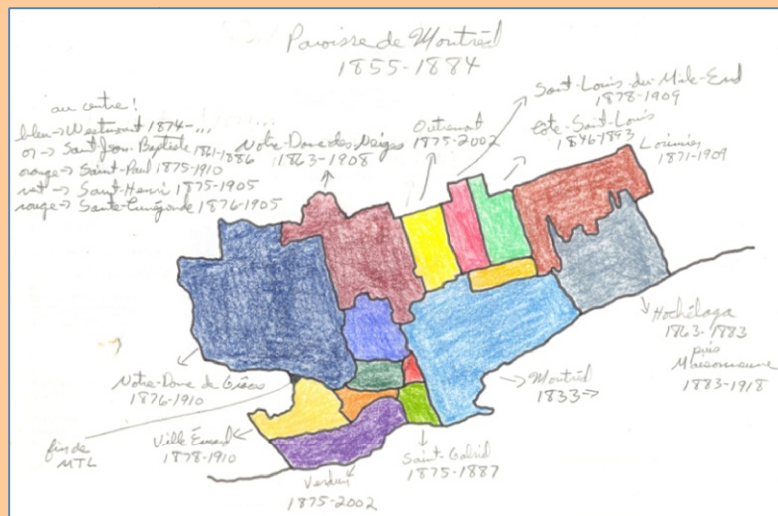 Paroisse de Montréal
1855-1884
au centre:
bleu → Westmount 1874-...
or → Saint-Jean-Baptiste 1861-1886
orange → Saint-Paul 1875-1910
vert → Saint-Henri 1875-1905
rouge → Sainte-Cunégonde 1876-1905
Notre-Dame-des-Neiges
1863-1908
Outremont
1875-2002
Saint-Louis-du-Mile-End
1878-1909
Côte-Saint-Louis
1846-1893
Lorimier
1871-1909
Hochélaga
1863-1883
puis
Maisonneuve
1883-1918
Montréal
1833→
Saint-Gabriel
1875-1887
Verdun
1875-2002
Ville Émard
1878-1910
fin de
MTL
Notre-Dame de Grâces
1876-1910